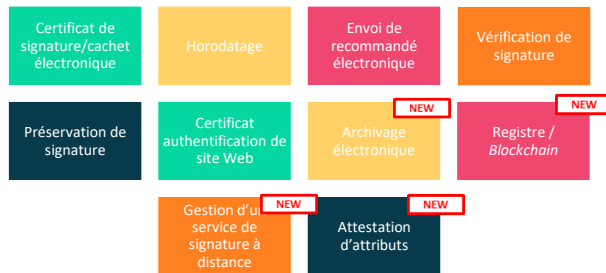 Certificat de
signature/cachet
électronique
Horodatage
Envoi de
recommandé
électronique
Vérification de
signature
Préservation de
signature
Certificat
authentification de
site Web
NEW
Archivage
électronique
NEW
Registre /
Blockchain
NEW
Gestion d'un
service de
signature à
distance
NEW
Attestation
d'attributs